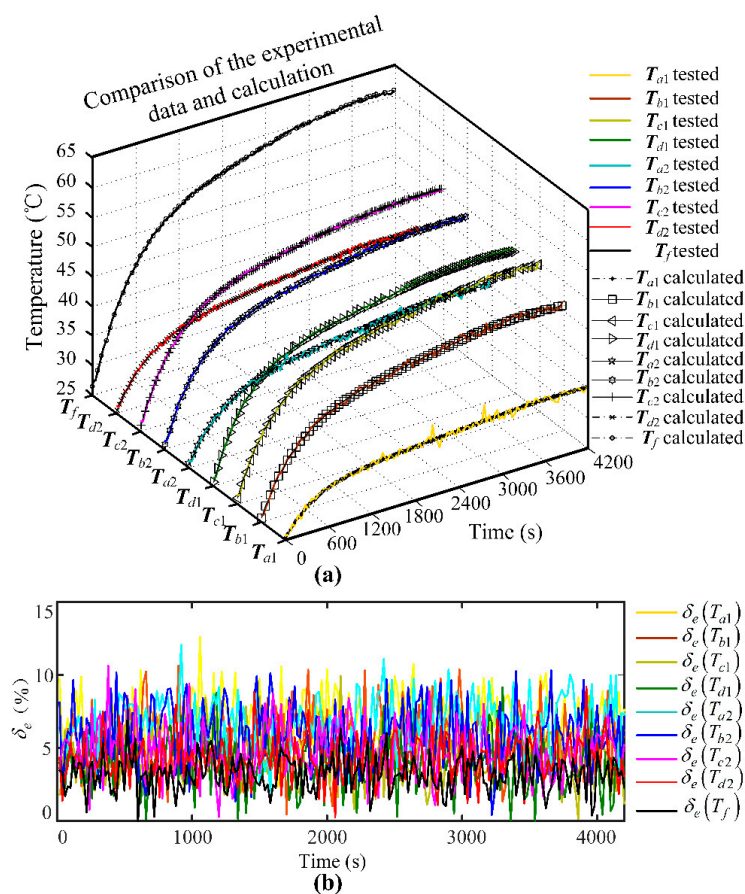 Comparison of the experimental
data and calculation
65
60
55
50
45
40
35
30
25
Temperature (℃)
T_f T_d2 T_c2 T_b2 T_a2 T_d1 T_c1 T_b1 T_a1
0 600 1200 1800 2400 3000 3600 4200
Time (s)
T_a1 tested
T_b1 tested
T_c1 tested
T_d1 tested
T_a2 tested
T_b2 tested
T_c2 tested
T_d2 tested
T_f tested
T_a1 calculated
T_b1 calculated
T_c1 calculated
T_d1 calculated
T_a2 calculated
T_b2 calculated
T_c2 calculated
T_d2 calculated
T_f calculated
(a)
15
10
5
0
δ_e (%)
0 1000 2000 3000 4000
Time (s)
δ_e(T_a1)
δ_e(T_b1)
δ_e(T_c1)
δ_e(T_d1)
δ_e(T_a2)
δ_e(T_b2)
δ_e(T_c2)
δ_e(T_d2)
δ_e(T_f)
(b)